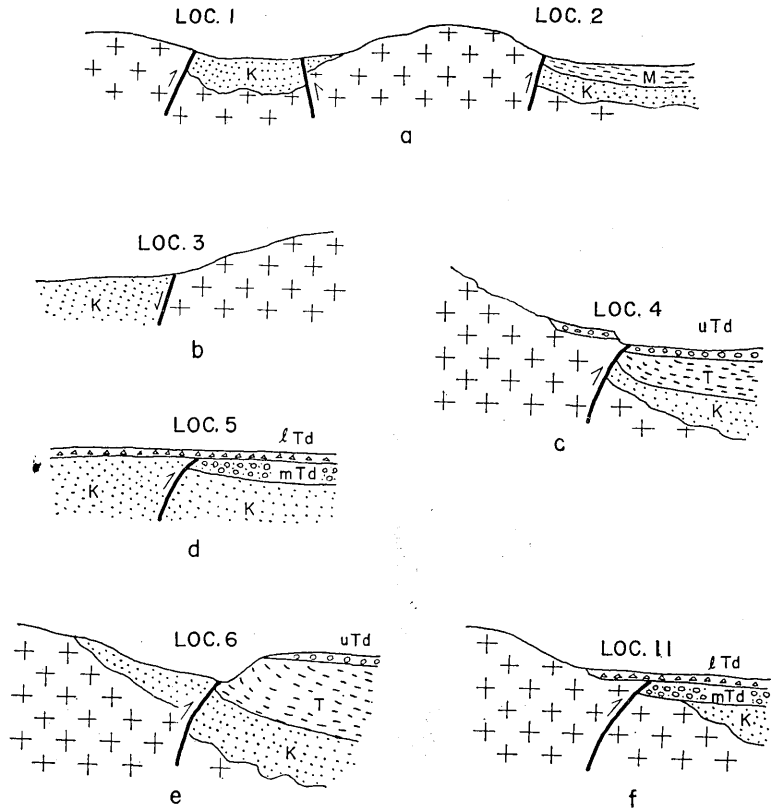 LOC. 1
LOC. 2
K
M
K
a
LOC. 3
K
b
LOC. 4
uTd
T
K
c
LOC. 5
ℓTd
K
mTd
K
d
LOC. 6
uTd
T
K
e
LOC. 11
ℓTd
mTd
K
f